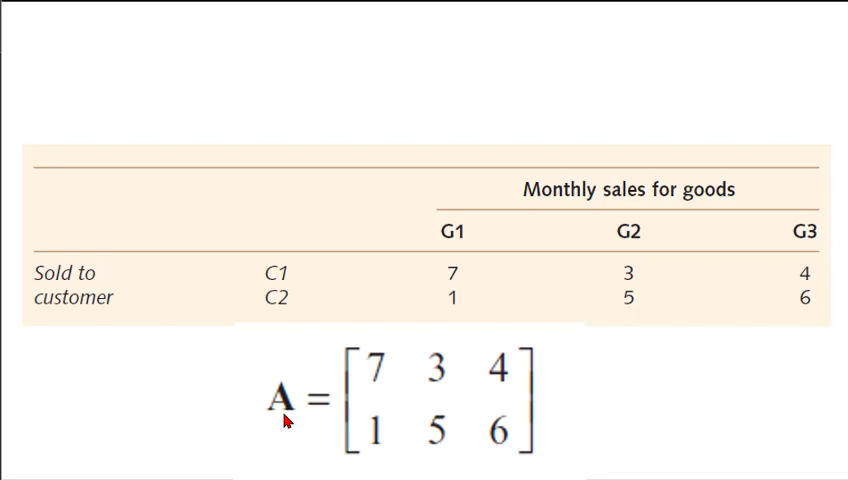 Monthly sales for goods
G1 G2 G3
Sold to C1 7 3 4
customer C2 1 5 6
A = [7 3 4
1 5 6]